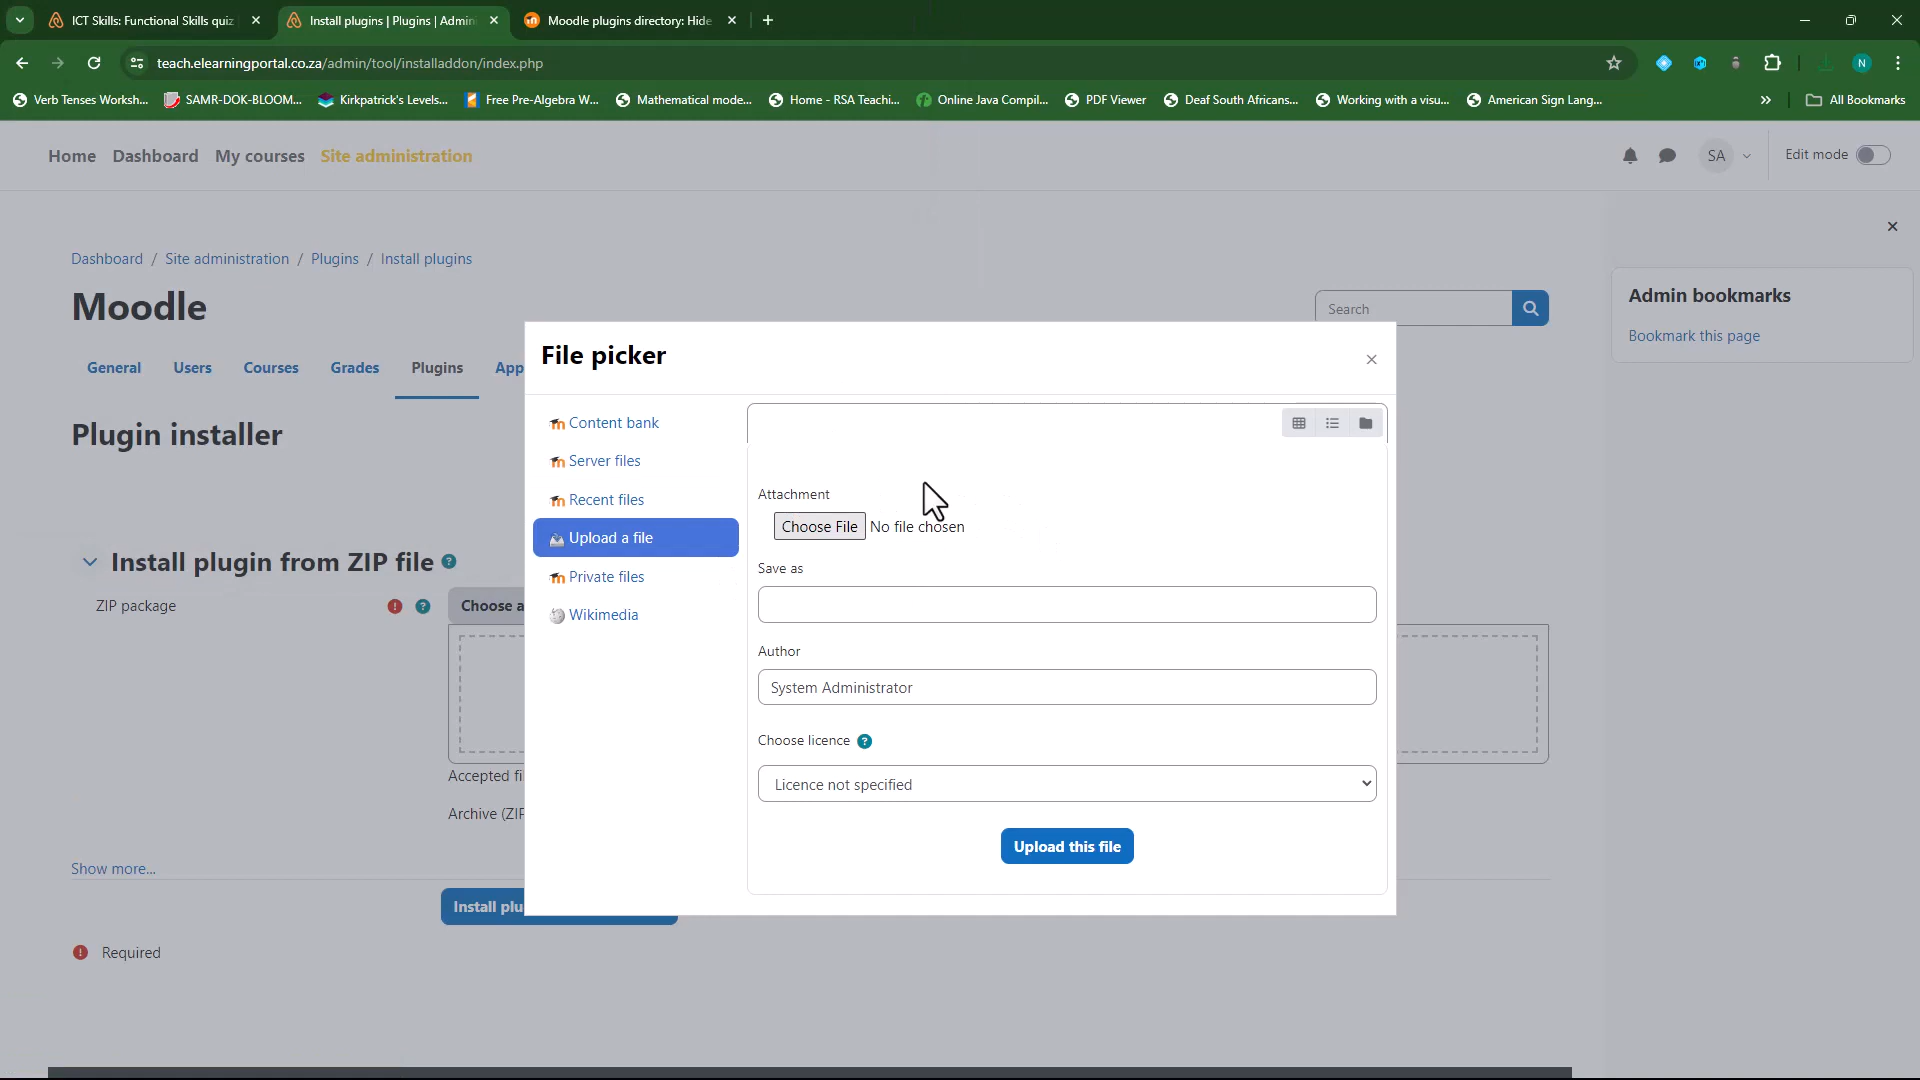 ICT Skills: Functional Skills quiz
Install plugins | Plugins | Admin
Moodle plugins directory: Hide
teach.elearningportal.co.za/admin/tool/installaddon/index.php
N
Verb Tenses Worksh...
SAMR-DOK-BLOOM...
Kirkpatrick's Levels...
Free Pre-Algebra W...
Mathematical mode...
Home - RSA Teachi...
Online Java Compil...
PDF Viewer
Deaf South Africans...
Working with a visu...
American Sign Lang...
»
All Bookmarks
Home
Dashboard
My courses
Site administration
SA
Edit mode
Dashboard / Site administration / Plugins / Install plugins
Moodle
Search
Admin bookmarks
Bookmark this page
General
Users
Courses
Grades
Plugins
App
Plugin installer
Install plugin from ZIP file
ZIP package
Choose a
Accepted fi
Archive (ZIP
Show more...
Install plu
Required
File picker
Content bank
Server files
Recent files
Upload a file
Private files
Wikimedia
Attachment
Choose File No file chosen
Save as
Author
System Administrator
Choose licence
Licence not specified
Upload this file